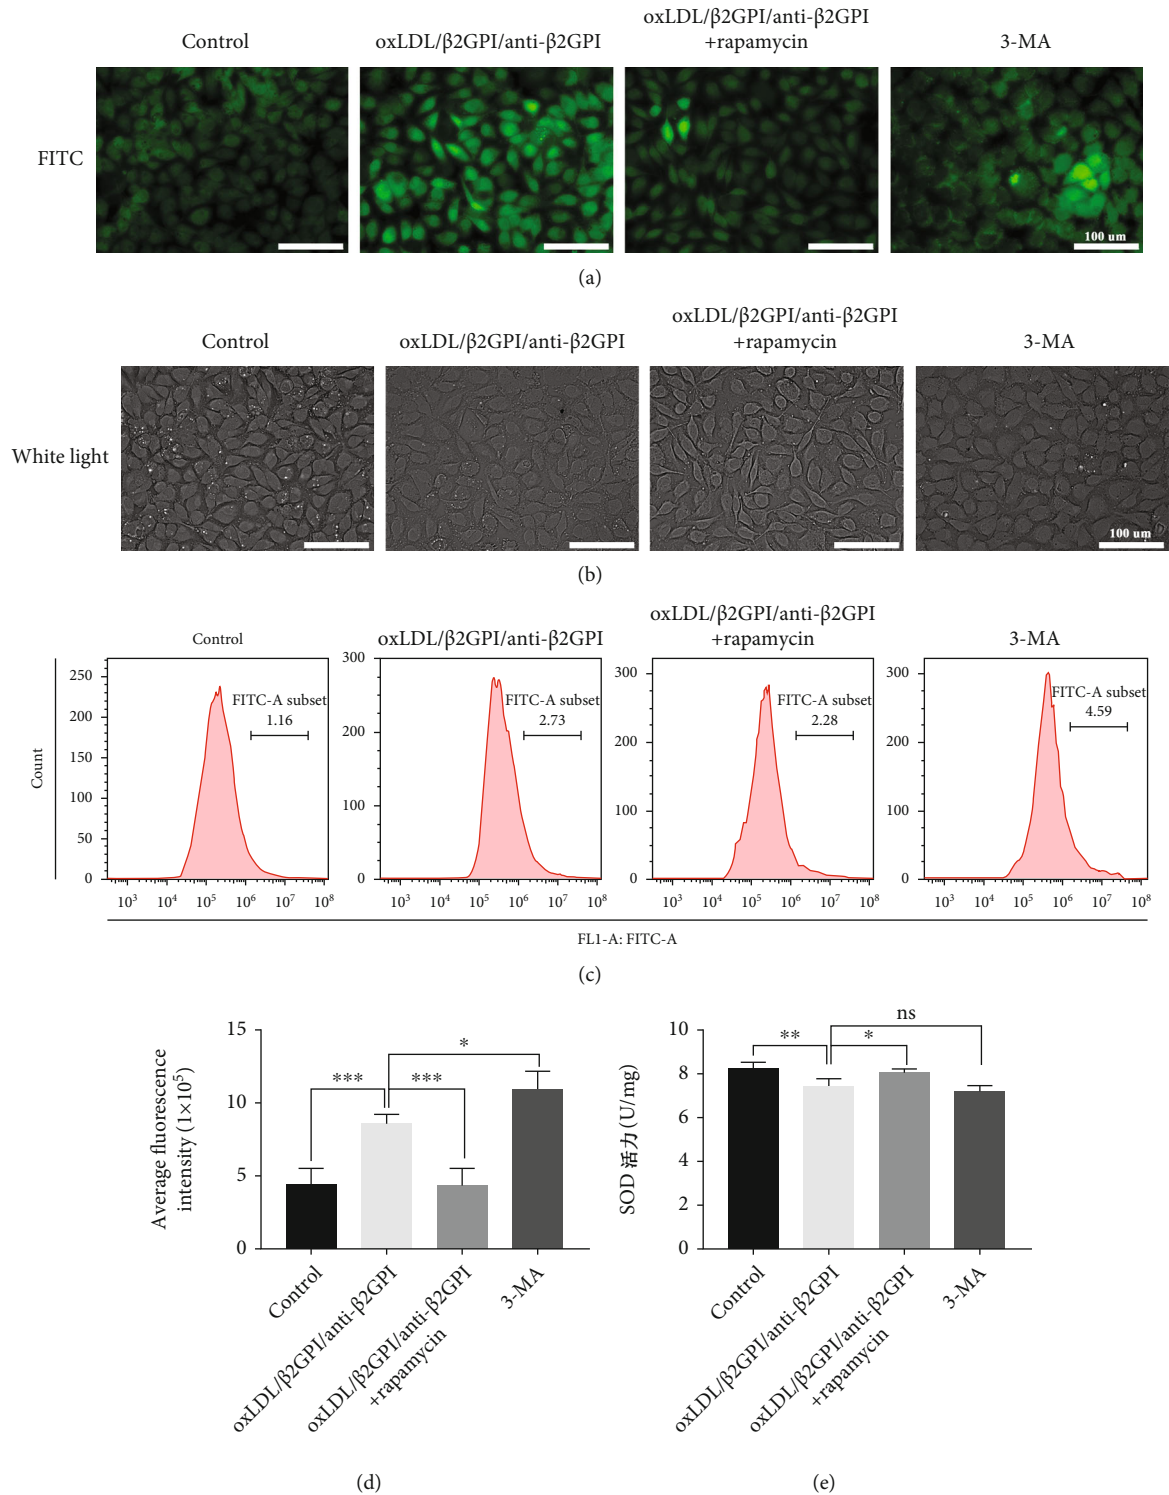 Control
oxLDL/β2GPI/anti-β2GPI
oxLDL/β2GPI/anti-β2GPI
+rapamycin
3-MA
FITC
100 um
(a)
Control
oxLDL/β2GPI/anti-β2GPI
oxLDL/β2GPI/anti-β2GPI
+rapamycin
3-MA
White light
100 um
(b)
Control
oxLDL/β2GPI/anti-β2GPI
oxLDL/β2GPI/anti-β2GPI
+rapamycin
3-MA
Count
250
200
150
100
50
0
FITC-A subset
1.16
10³ 10⁴ 10⁵ 10⁶ 10⁷ 10⁸
300
200
100
0
FITC-A subset
2.73
10³ 10⁴ 10⁵ 10⁶ 10⁷ 10⁸
300
200
100
0
FITC-A subset
2.28
10³ 10⁴ 10⁵ 10⁶ 10⁷ 10⁸
300
200
100
0
FITC-A subset
4.59
10³ 10⁴ 10⁵ 10⁶ 10⁷ 10⁸
FL1-A: FITC-A
(c)
Average fluorescence
intensity (1×10⁵)
15
10
5
0
***
***
*
Control
oxLDL/β2GPI/anti-β2GPI
oxLDL/β2GPI/anti-β2GPI
+rapamycin
3-MA
(d)
SOD 活力 (U/mg)
10
8
6
4
2
0
**
*
ns
Control
oxLDL/β2GPI/anti-β2GPI
oxLDL/β2GPI/anti-β2GPI
+rapamycin
3-MA
(e)